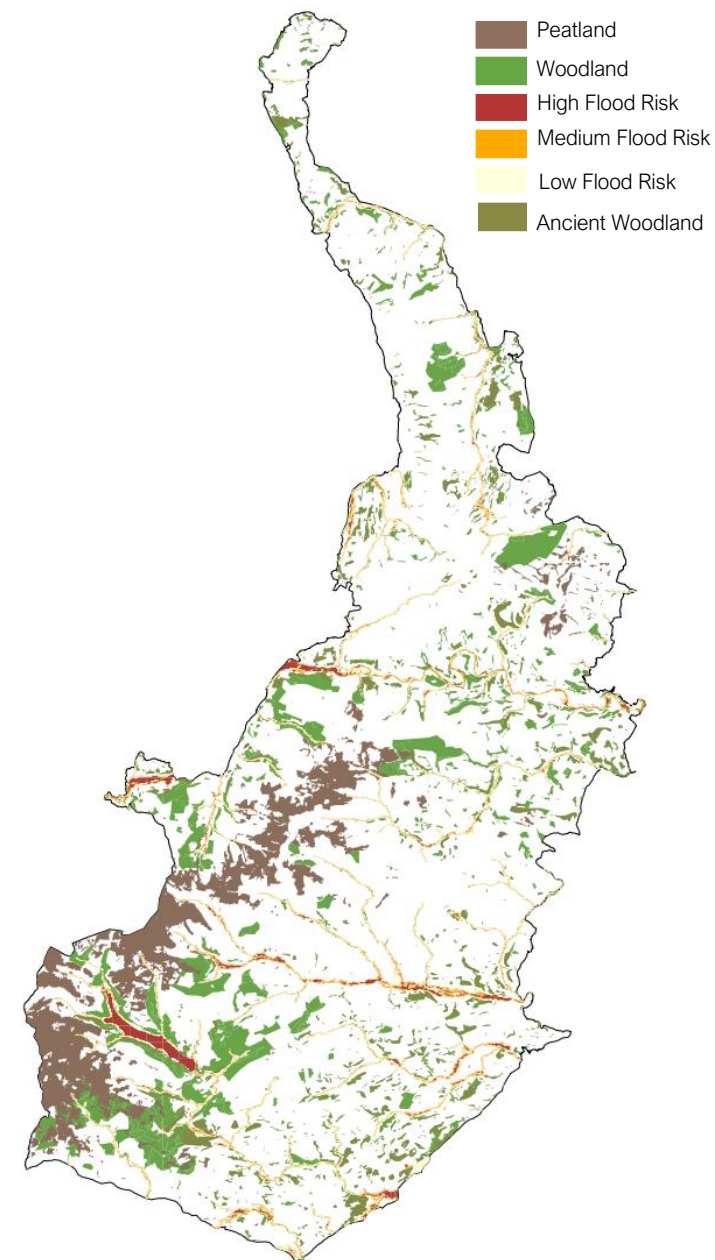 Peatland
Woodland
High Flood Risk
Medium Flood Risk
Low Flood Risk
Ancient Woodland